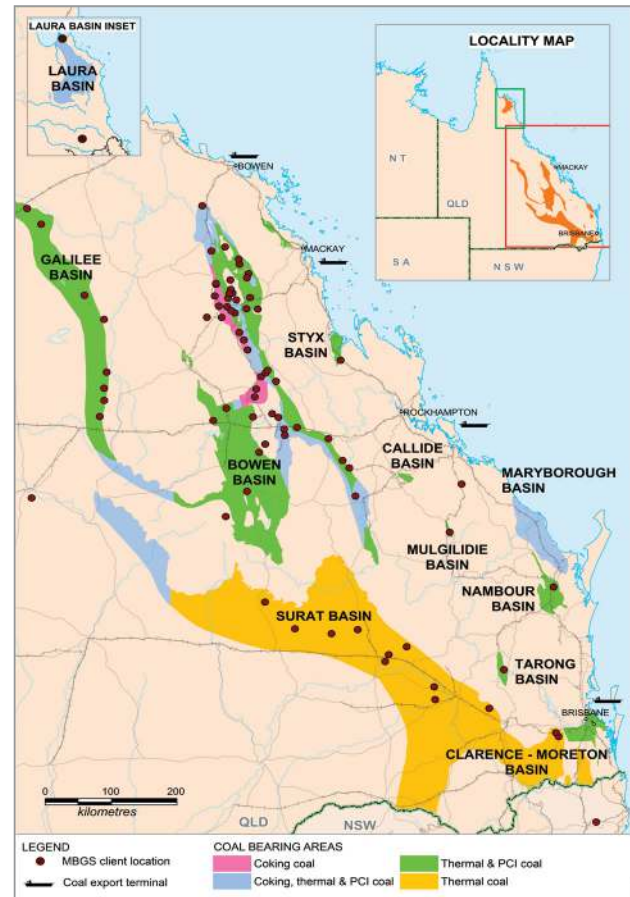 LAURA BASIN INSET
LAURA
BASIN
LOCALITY MAP
N T
QLD
S A
N S W
MACKAY
BRISBANE
BOWEN
MACKAY
GALILEE
BASIN
STYX
BASIN
ROCKHAMPTON
CALLIDE
BASIN
MARYBOROUGH
BASIN
BOWEN
BASIN
MULGILIDIE
BASIN
NAMBOUR
BASIN
SURAT BASIN
TARONG
BASIN
BRISBANE
CLARENCE - MORETON
BASIN
0 100 200
kilometres
QLD
NSW
LEGEND
MBGS client location
Coal export terminal
COAL BEARING AREAS
Coking coal
Coking, thermal & PCI coal
Thermal & PCI coal
Thermal coal